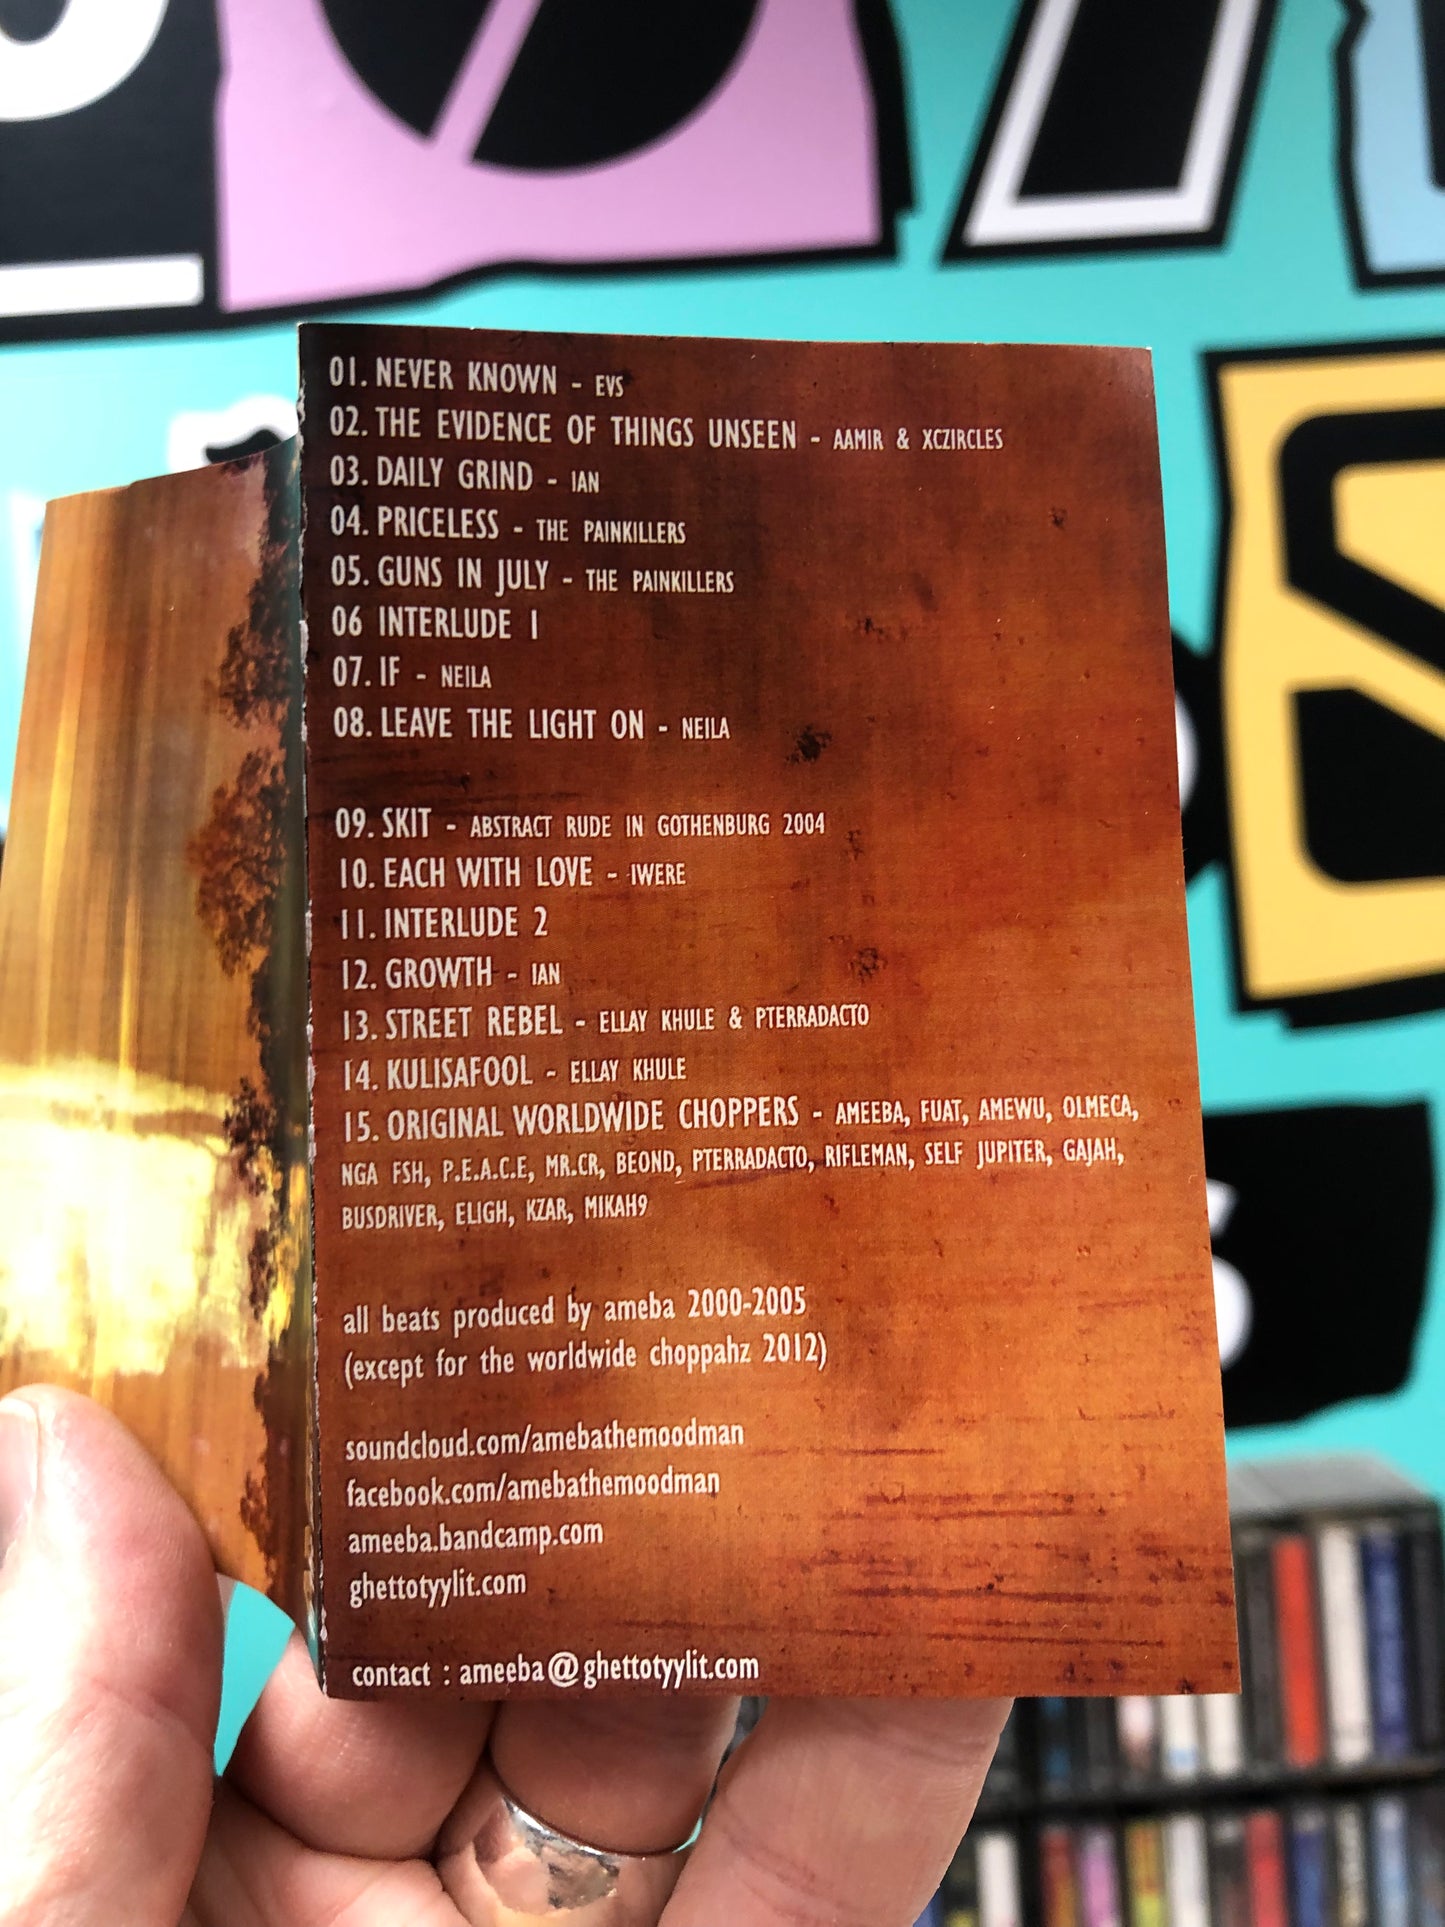 01. NEVER KNOWN - EVS
02. THE EVIDENCE OF THINGS UNSEEN - AAMIR & XCZIRCLES
03. DAILY GRIND - IAN
04. PRICELESS - THE PAINKILLERS
05. GUNS IN JULY - THE PAINKILLERS
06 INTERLUDE 1
07. IF - NEILA
08. LEAVE THE LIGHT ON - NEILA
09. SKIT - ABSTRACT RUDE IN GOTHENBURG 2004
10. EACH WITH LOVE - IWERE
11. INTERLUDE 2
12. GROWTH - IAN
13. STREET REBEL - ELLAY KHULE & PTERRADACTO
14. KULISAFOOL - ELLAY KHULE
15. ORIGINAL WORLDWIDE CHOPPERS - AMEEBA, FUAT, AMEWU, OLMECA,
NGA FSH, P.E.A.C.E, MR.CR, BEOND, PTERRADACTO, RIFLEMAN, SELF JUPITER, GAJAH,
BUSDRIVER, ELIGH, KZAR, MIKAH9
all beats produced by ameba 2000-2005
(except for the worldwide choppahz 2012)
soundcloud.com/amebathemoodman
facebook.com/amebathemoodman
ameeba.bandcamp.com
ghettotyylit.com
contact : ameeba@ghettotyylit.com